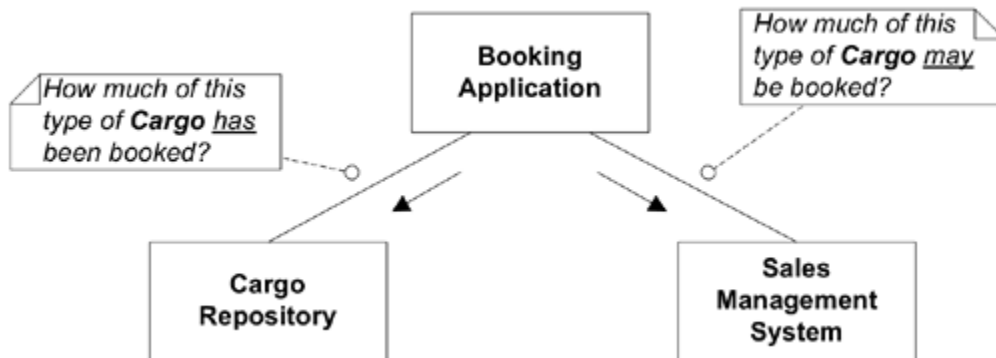 How much of this
type of Cargo has
been booked?
Booking
Application
How much of this
type of Cargo may
be booked?
Cargo
Repository
Sales
Management
System